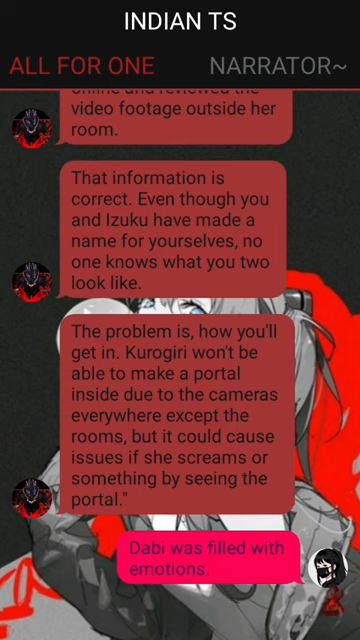 INDIAN TS
ALL FOR ONE NARRATOR~
online and reviewed the
video footage outside her
room.
That information is
correct. Even though you
and Izuku have made a
name for yourselves, no
one knows what you two
look like.
The problem is, how you'll
get in. Kurogiri won't be
able to make a portal
inside due to the cameras
everywhere except the
rooms, but it could cause
issues if she screams or
something by seeing the
portal."
Dabi was filled with
emotions.